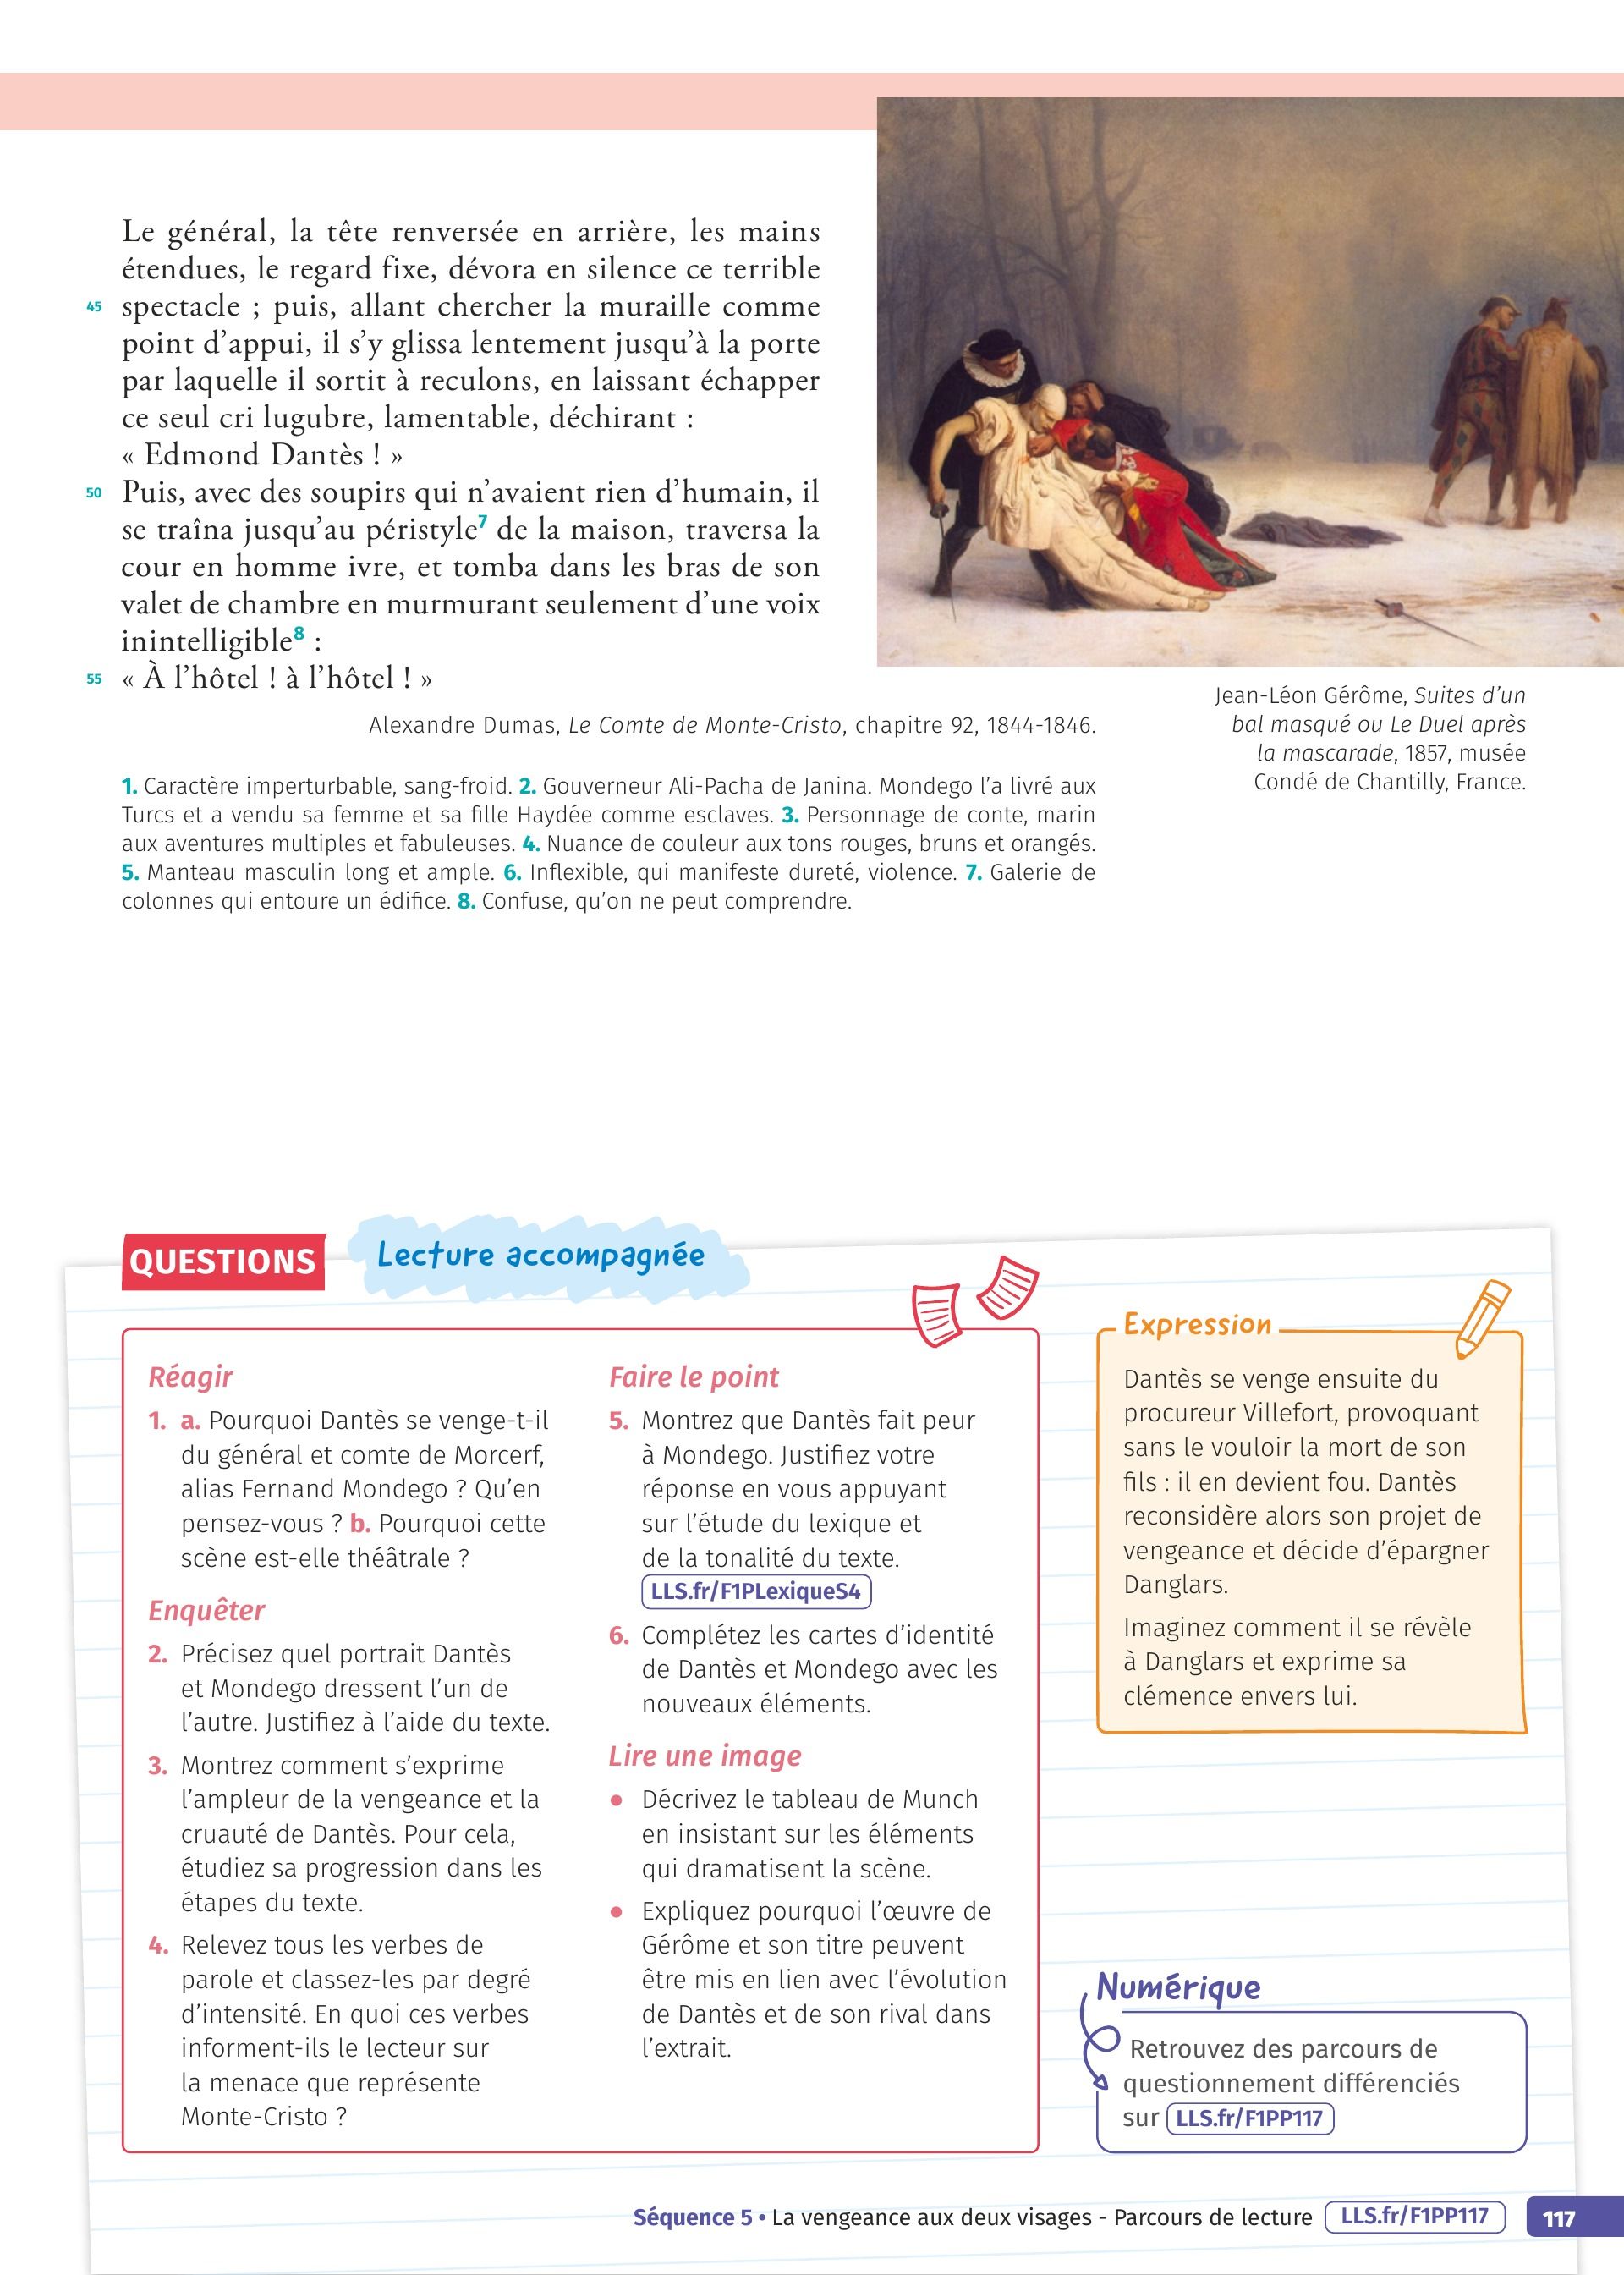 Le général, la tête renversée en arrière, les mains
étendues, le regard fixe, dévora en silence ce terrible
45 spectacle ; puis, allant chercher la muraille comme
point d'appui, il s'y glissa lentement jusqu'à la porte
par laquelle il sortit à reculons, en laissant échapper
ce seul cri lugubre, lamentable, déchirant :
« Edmond Dantès ! »
50 Puis, avec des soupirs qui n'avaient rien d'humain, il
se traîna jusqu'au péristyle7 de la maison, traversa la
cour en homme ivre, et tomba dans les bras de son
valet de chambre en murmurant seulement d'une voix
inintelligible8 :
55 « À l'hôtel ! à l'hôtel ! »
Alexandre Dumas, Le Comte de Monte-Cristo, chapitre 92, 1844-1846.
Jean-Léon Gérôme, Suites d'un
bal masqué ou Le Duel après
la mascarade, 1857, musée
Condé de Chantilly, France.
1. Caractère imperturbable, sang-froid. 2. Gouverneur Ali-Pacha de Janina. Mondego l'a livré aux
Turcs et a vendu sa femme et sa fille Haydée comme esclaves. 3. Personnage de conte, marin
aux aventures multiples et fabuleuses. 4. Nuance de couleur aux tons rouges, bruns et orangés.
5. Manteau masculin long et ample. 6. Inflexible, qui manifeste dureté, violence. 7. Galerie de
colonnes qui entoure un édifice. 8. Confuse, qu'on ne peut comprendre.
QUESTIONS
Lecture accompagnée
Réagir
1. a. Pourquoi Dantès se venge-t-il
du général et comte de Morcerf,
alias Fernand Mondego ? Qu'en
pensez-vous ? b. Pourquoi cette
scène est-elle théâtrale ?
Enquêter
2. Précisez quel portrait Dantès
et Mondego dressent l'un de
l'autre. Justifiez à l'aide du texte.
3. Montrez comment s'exprime
l'ampleur de la vengeance et la
cruauté de Dantès. Pour cela,
étudiez sa progression dans les
étapes du texte.
4. Relevez tous les verbes de
parole et classez-les par degré
d'intensité. En quoi ces verbes
informent-ils le lecteur sur
la menace que représente
Monte-Cristo ?
Faire le point
5. Montrez que Dantès fait peur
à Mondego. Justifiez votre
réponse en vous appuyant
sur l'étude du lexique et
de la tonalité du texte.
LLS.fr/F1PLexiqueS4
6. Complétez les cartes d'identité
de Dantès et Mondego avec les
nouveaux éléments.
Lire une image
• Décrivez le tableau de Munch
en insistant sur les éléments
qui dramatisent la scène.
• Expliquez pourquoi l'œuvre de
Gérôme et son titre peuvent
être mis en lien avec l'évolution
de Dantès et de son rival dans
l'extrait.
Expression
Dantès se venge ensuite du
procureur Villefort, provoquant
sans le vouloir la mort de son
fils : il en devient fou. Dantès
reconsidère alors son projet de
vengeance et décide d'épargner
Danglars.
Imaginez comment il se révèle
à Danglars et exprime sa
clémence envers lui.
Numérique
Retrouvez des parcours de
questionnement différenciés
sur LLS.fr/F1PP117
Séquence 5 • La vengeance aux deux visages - Parcours de lecture LLS.fr/F1PP117 117